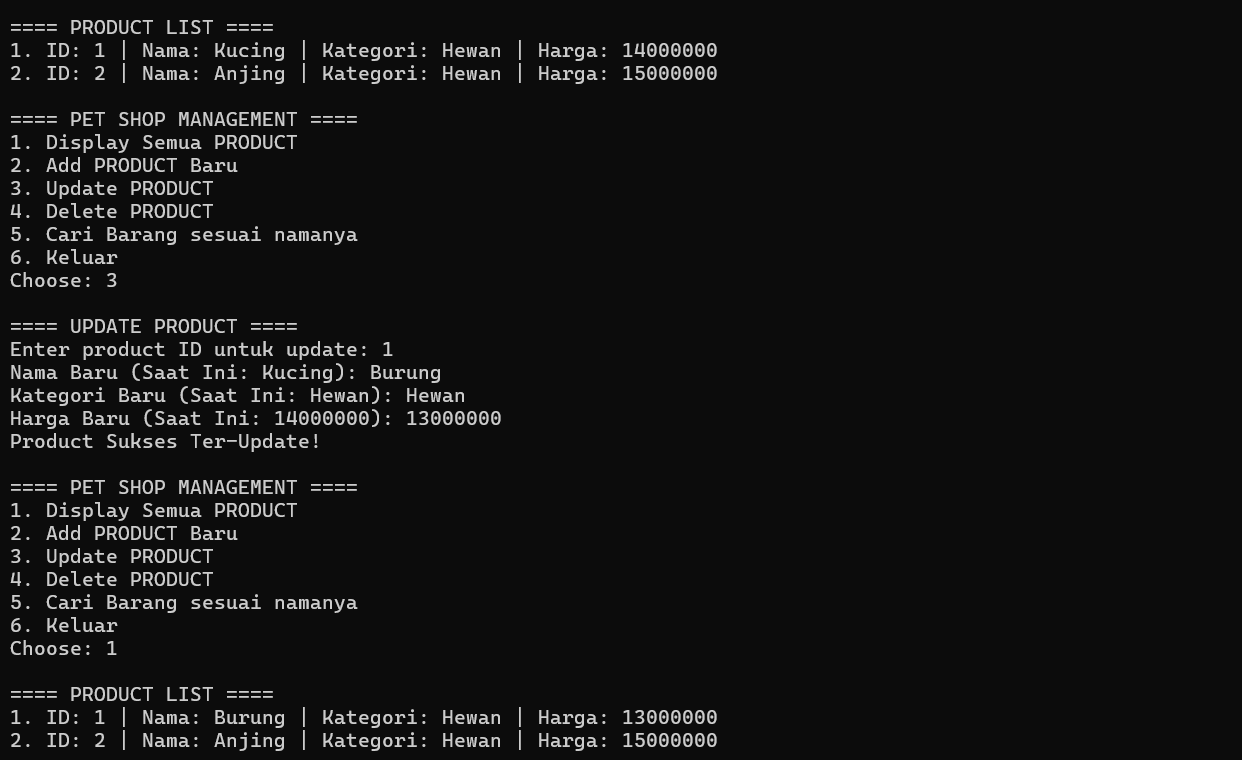 ==== PRODUCT LIST ====
1. ID: 1 | Nama: Kucing | Kategori: Hewan | Harga: 14000000
2. ID: 2 | Nama: Anjing | Kategori: Hewan | Harga: 15000000
==== PET SHOP MANAGEMENT ====
1. Display Semua PRODUCT
2. Add PRODUCT Baru
3. Update PRODUCT
4. Delete PRODUCT
5. Cari Barang sesuai namanya
6. Keluar
Choose: 3
==== UPDATE PRODUCT ====
Enter product ID untuk update: 1
Nama Baru (Saat Ini: Kucing): Burung
Kategori Baru (Saat Ini: Hewan): Hewan
Harga Baru (Saat Ini: 14000000): 13000000
Product Sukses Ter-Update!
==== PET SHOP MANAGEMENT ====
1. Display Semua PRODUCT
2. Add PRODUCT Baru
3. Update PRODUCT
4. Delete PRODUCT
5. Cari Barang sesuai namanya
6. Keluar
Choose: 1
==== PRODUCT LIST ====
1. ID: 1 | Nama: Burung | Kategori: Hewan | Harga: 13000000
2. ID: 2 | Nama: Anjing | Kategori: Hewan | Harga: 15000000